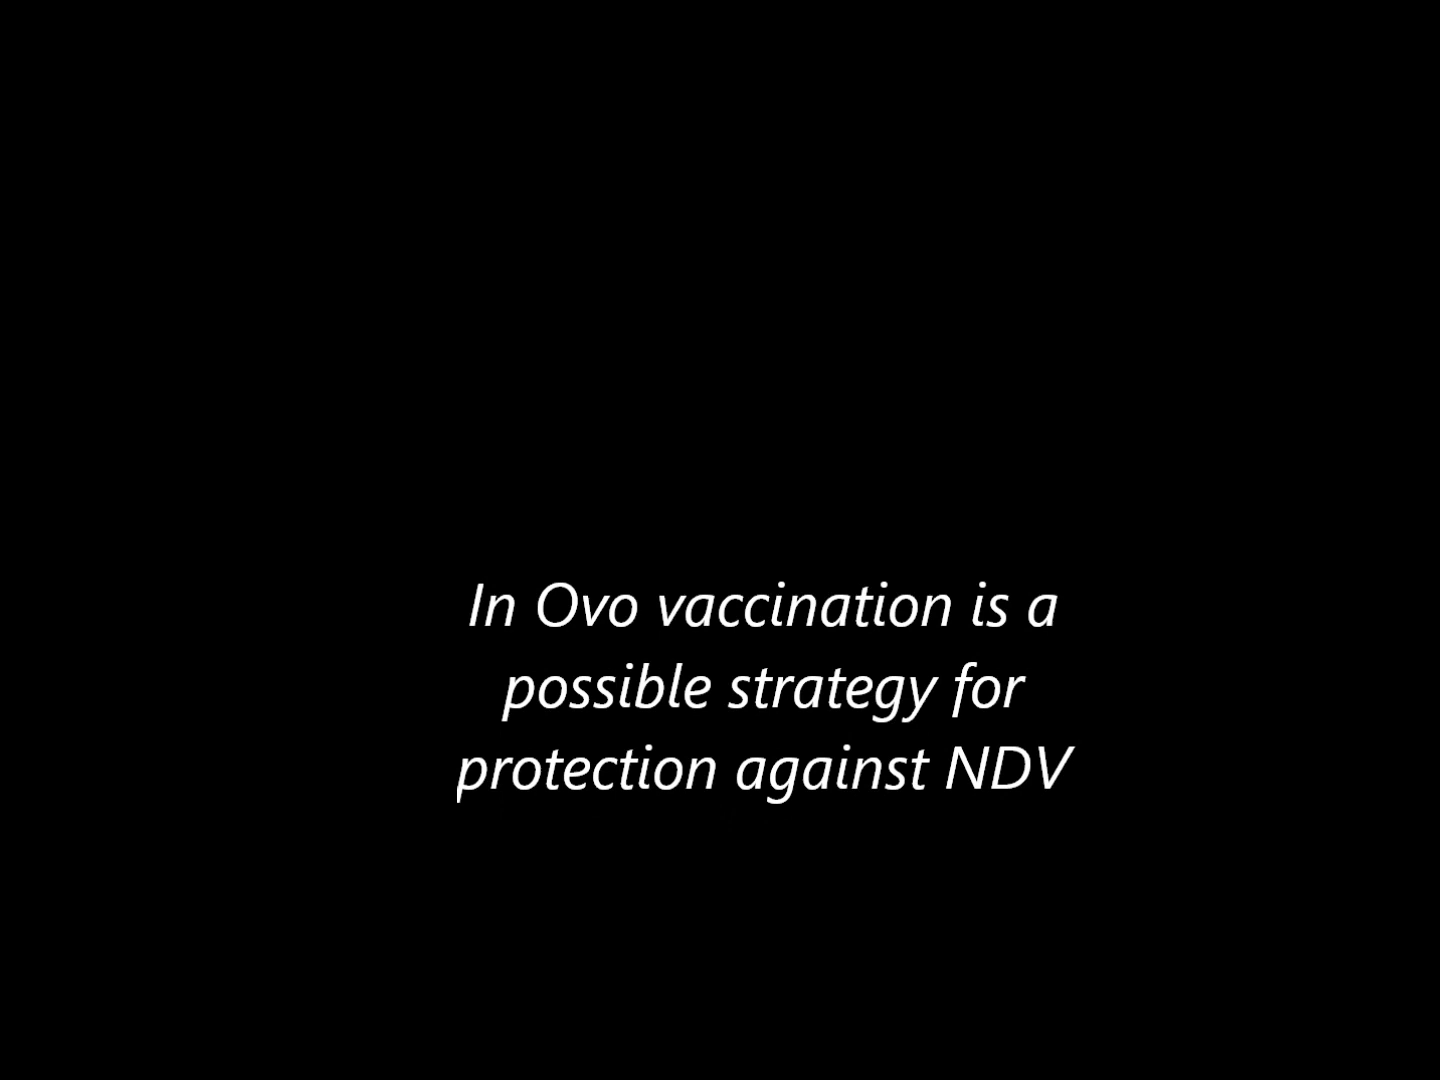 In Ovo vaccination is a
possible strategy for
protection against NDV